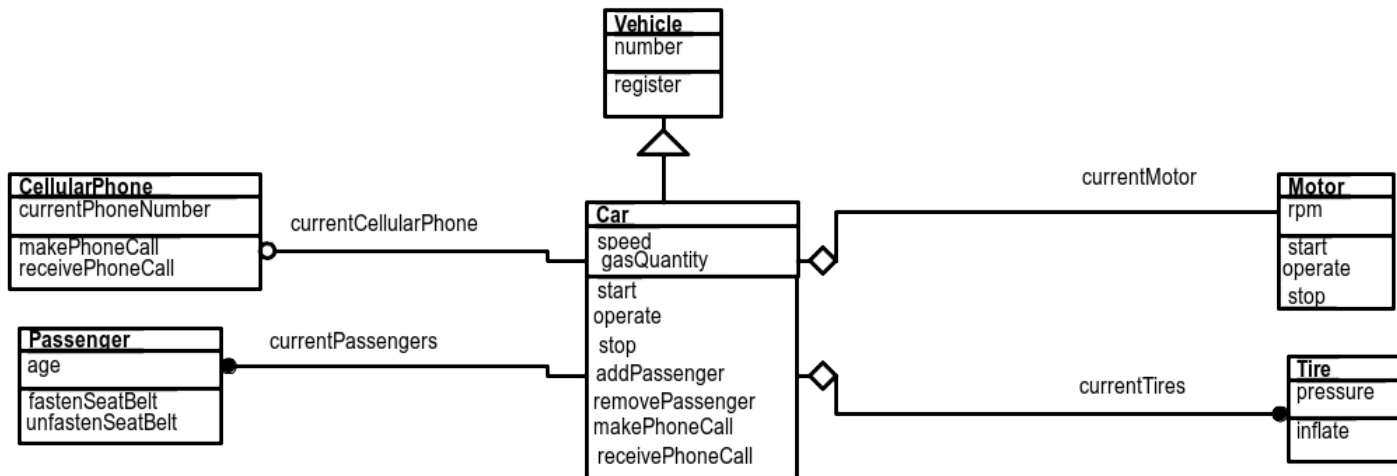 Vehicle
number
register
CellularPhone
currentPhoneNumber
makePhoneCall
receivePhoneCall
currentCellularPhone
Passenger
age
fastenSeatBelt
unfastenSeatBelt
currentPassengers
Car
speed
gasQuantity
start
operate
stop
addPassenger
removePassenger
makePhoneCall
receivePhoneCall
currentMotor
Motor
rpm
start
operate
stop
currentTires
Tire
pressure
inflate